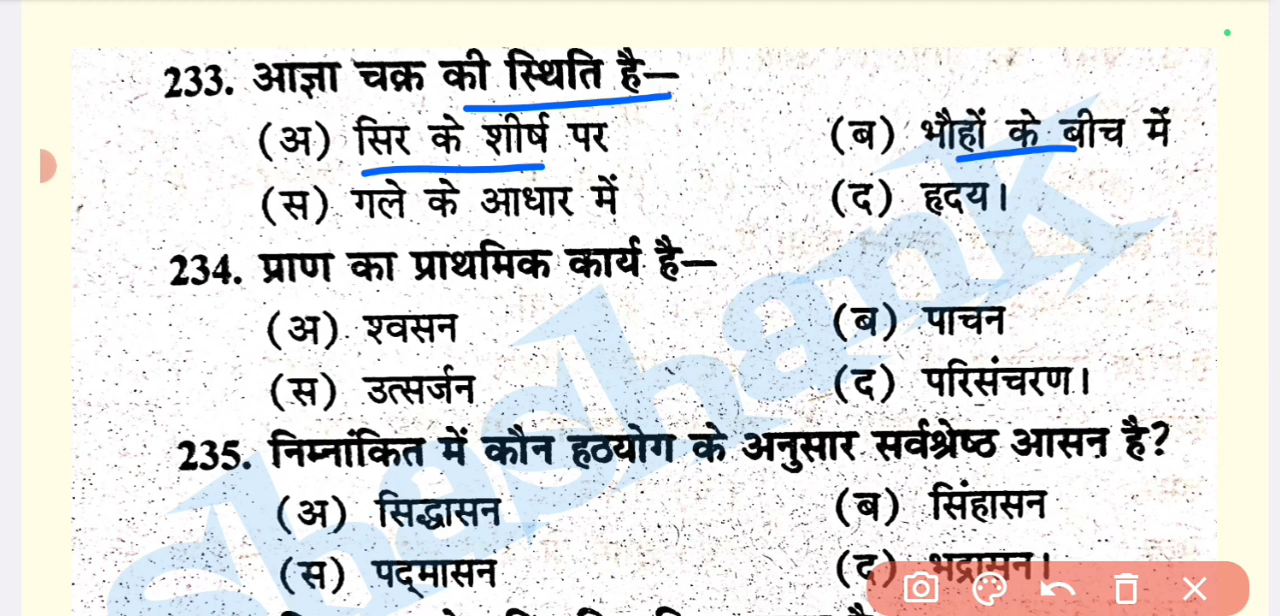 233. आज्ञा चक्र की स्थिति है—
(अ) सिर के शीर्ष पर (ब) भौहों के बीच में
(स) गले के आधार में (द) हृदय।
234. प्राण का प्राथमिक कार्य है—
(अ) श्वसन (ब) पाचन
(स) उत्सर्जन (द) परिसंचरण।
235. निम्नांकित में कौन हठयोग के अनुसार सर्वश्रेष्ठ आसन है?
(अ) सिद्धासन (ब) सिंहासन
(स) पद्मासन (द) भद्रासन।
Shashank